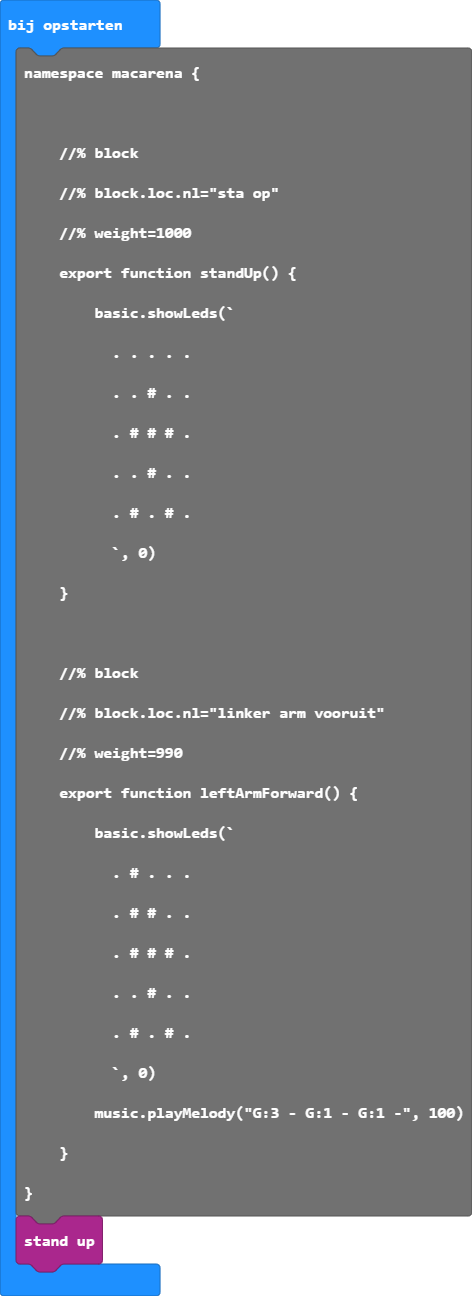 bij opstarten
namespace macarena {
//% block
//% block.loc.nl="sta op"
//% weight=1000
export function standUp() {
basic.showLeds(`
. . . . .
. . # . .
. # # # .
. . # . .
. # . # .
`, 0)
}
//% block
//% block.loc.nl="linker arm vooruit"
//% weight=990
export function leftArmForward() {
basic.showLeds(`
. # . . .
. # # . .
. # # # .
. . # . .
. # . # .
`, 0)
music.playMelody("G:3 - G:1 - G:1 -", 100)
}
}
stand up